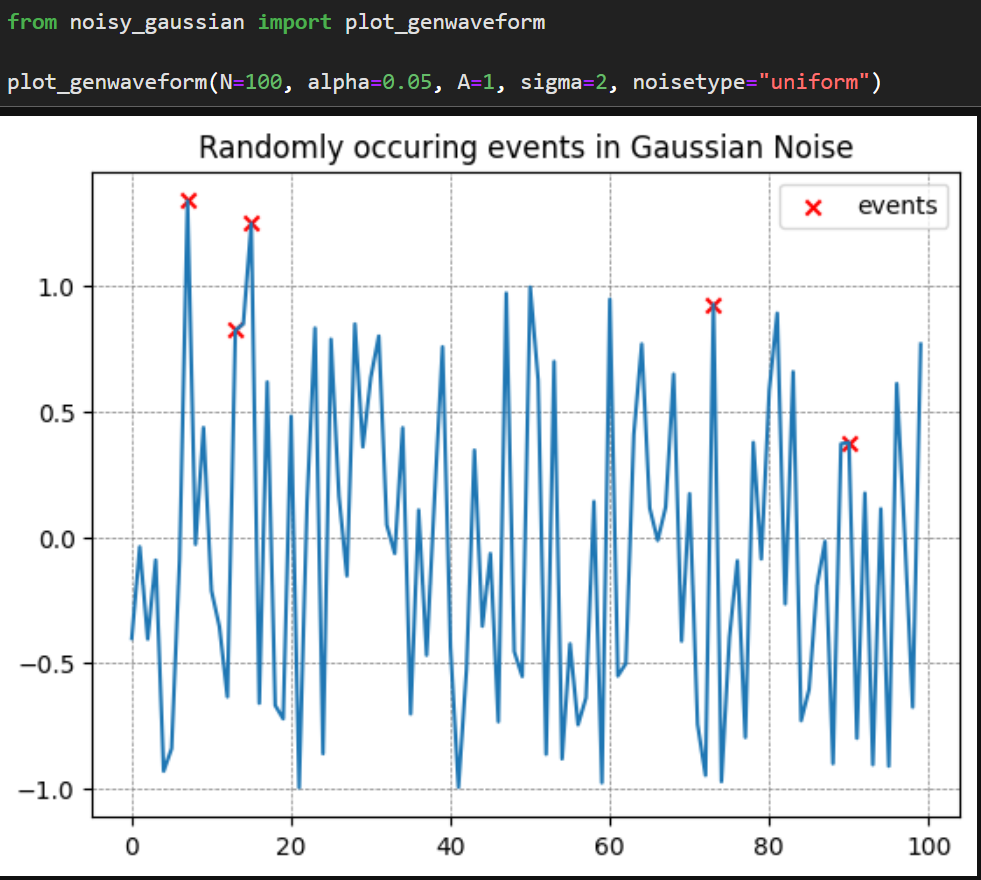 from noisy_gaussian import plot_genwaveform
plot_genwaveform(N=100, alpha=0.05, A=1, sigma=2, noisetype="uniform")
Randomly occuring events in Gaussian Noise
events
1.0
0.5
0.0
−0.5
−1.0
0 20 40 60 80 100